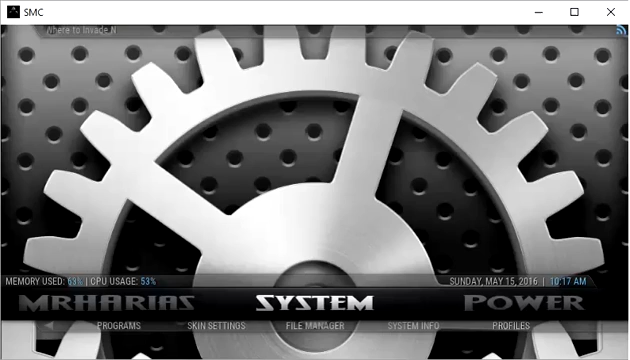 SMC
Where to Invade N
MEMORY USED: 63% | CPU USAGE: 53%
SUNDAY, MAY 15, 2016 | 10:17 AM
MRHARIAS SYSTEM POWER
PROGRAMS SKIN SETTINGS FILE MANAGER SYSTEM INFO PROFILES